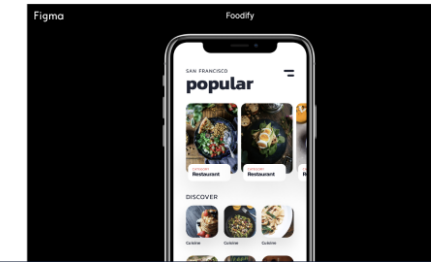 Figma
Foodify
SAN FRANCISCO
popular
Restaurant
Restaurant
DISCOVER
Cuisine
Cuisine
Cuisine